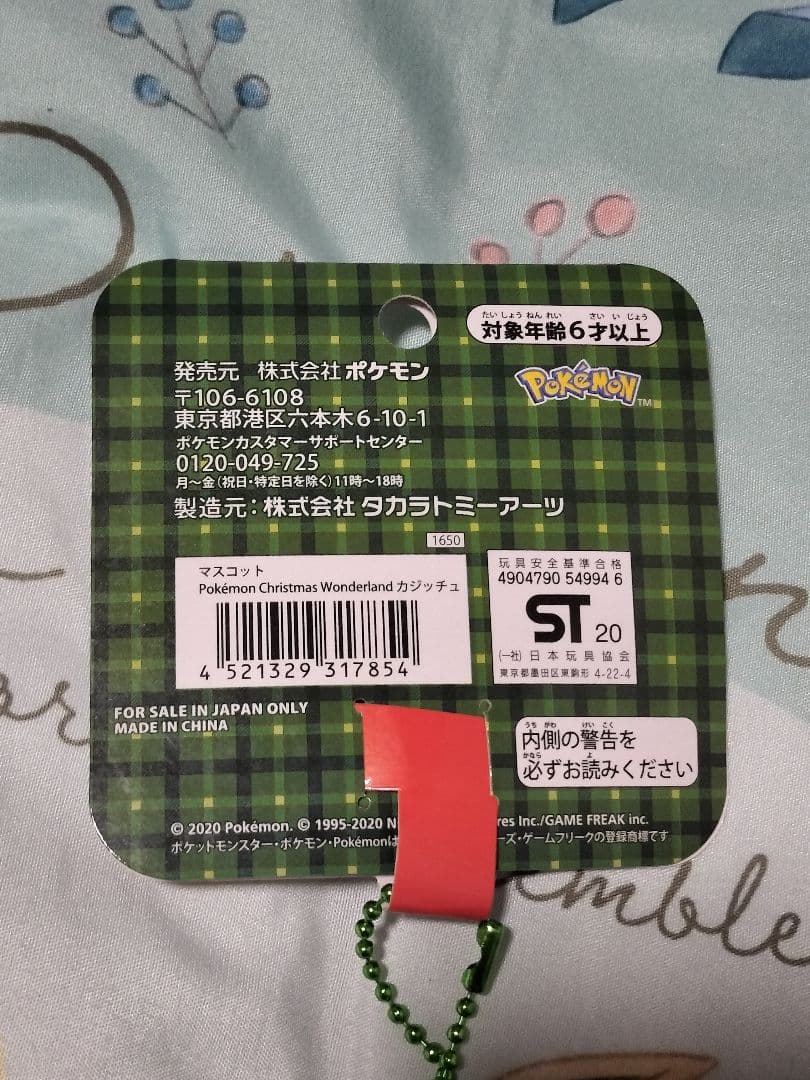 たいしょうねんれい さいいじょう
対象年齢6才以上
発売元 株式会社ポケモン
〒106-6108
東京都港区六本木6-10-1
ポケモンカスタマーサポートセンター
0120-049-725
月～金(祝日・特定日を除く)11時～18時
製造元:株式会社 タカラトミーアーツ
POKéMON TM
1650
マスコット
Pokémon Christmas Wonderland カジッチュ
4 521329 317854
玩具安全基準合格
4904790 54994 6
ST 20
(一社)日本玩具協会
東京都墨田区東駒形 4-22-4
FOR SALE IN JAPAN ONLY
MADE IN CHINA
うちがわ けいこく
内側の警告を
かなら よ
必ずお読みください
© 2020 Pokémon. © 1995-2020 N res Inc./GAME FREAK inc.
ポケットモンスター・ポケモン・Pokémonは ーズ・ゲームフリークの登録商標です
mble